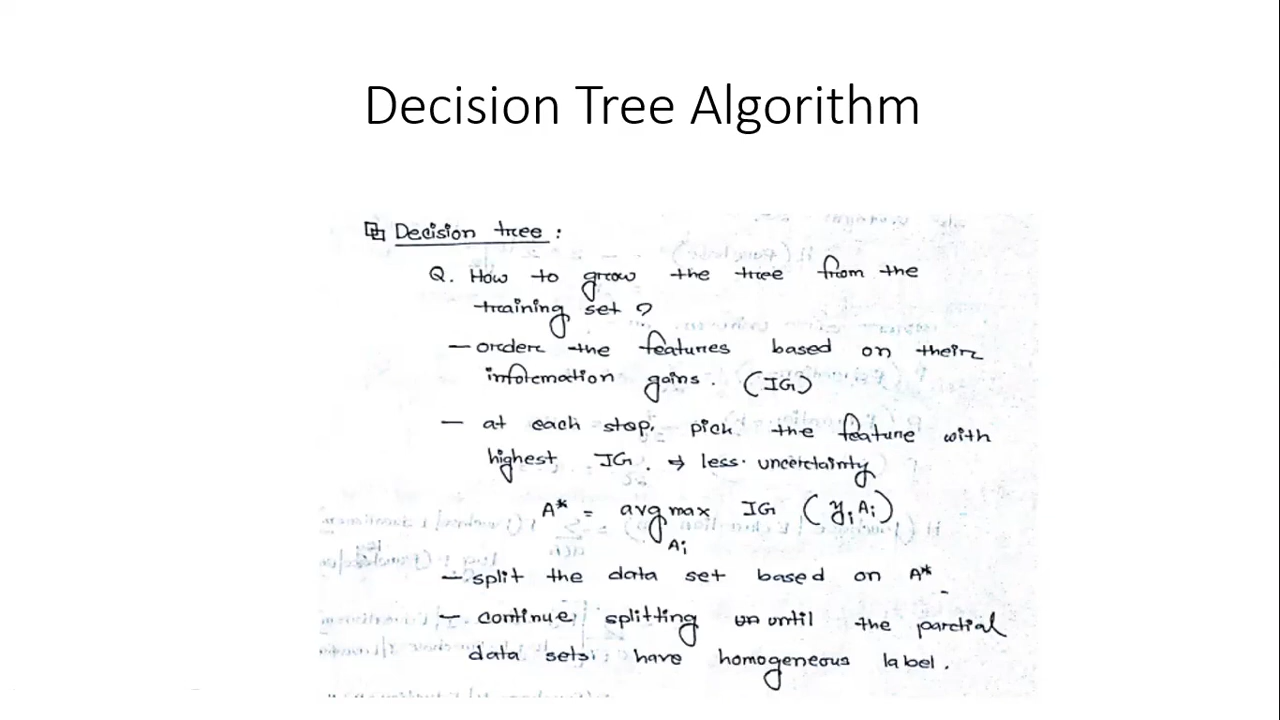 Decision Tree Algorithm
Decision tree :
Q. How to grow the tree from the
training set ?
— order the features based on their
information gains. (IG)
— at each step, pick the feature with
highest IG. → less uncertainty
A* = avg max IG (y, Ai)
Ai
— split the data set based on A*
— continue splitting until the partial
data sets have homogeneous label.